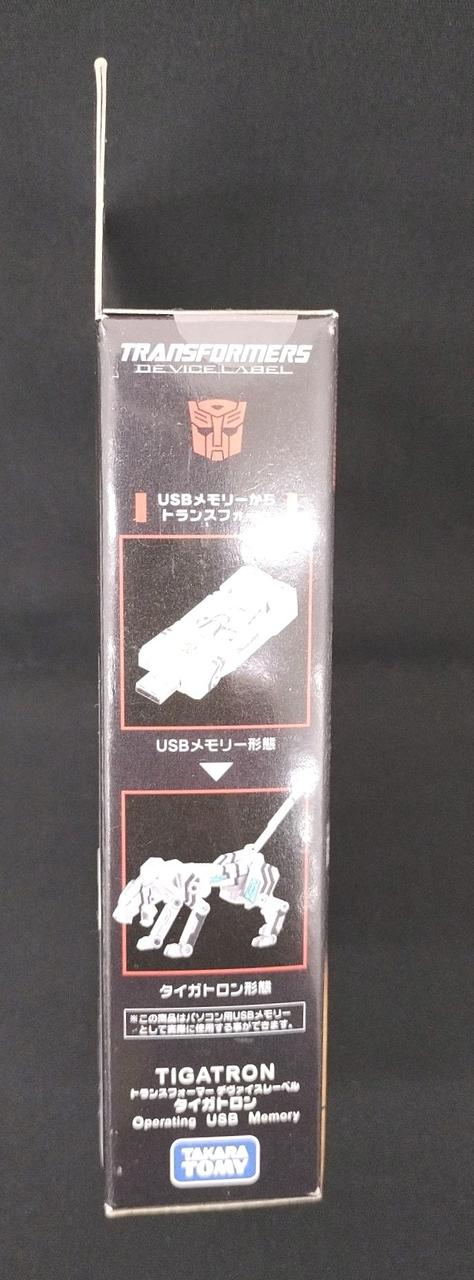 TRANSFORMERS
DEVICE LABEL
USBメモリーから
トランスフォ
USBメモリー形態
タイガトロン形態
※この商品はパソコン用USBメモリー
として実際に使用する事ができます。
TIGATRON
トランスフォーマー デヴァイスレーベル
タイガトロン
Operating USB Memory
TAKARA
TOMY